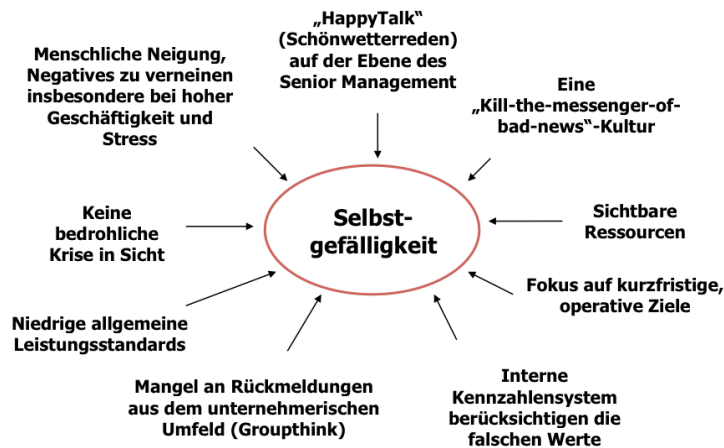 „HappyTalk“
(Schönwetterreden)
auf der Ebene des
Senior Management
Menschliche Neigung,
Negatives zu verneinen
insbesondere bei hoher
Geschäftigkeit und
Stress
Eine
„Kill-the-messenger-of-
bad-news“-Kultur
Selbst-
gefälligkeit
Keine
bedrohliche
Krise in Sicht
Sichtbare
Ressourcen
Fokus auf kurzfristige,
operative Ziele
Niedrige allgemeine
Leistungsstandards
Mangel an Rückmeldungen
aus dem unternehmerischen
Umfeld (Groupthink)
Interne
Kennzahlensystem
berücksichtigen die
falschen Werte